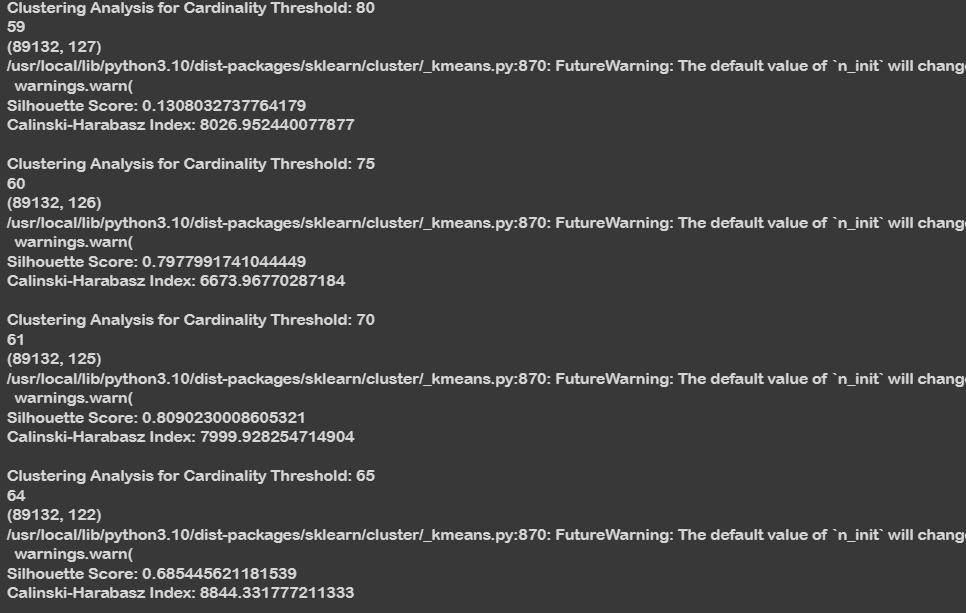 Clustering Analysis for Cardinality Threshold: 80
59
(89132, 127)
/usr/local/lib/python3.10/dist-packages/sklearn/cluster/_kmeans.py:870: FutureWarning: The default value of `n_init` will chang
warnings.warn(
Silhouette Score: 0.1308032737764179
Calinski-Harabasz Index: 8026.952440077877
Clustering Analysis for Cardinality Threshold: 75
60
(89132, 126)
/usr/local/lib/python3.10/dist-packages/sklearn/cluster/_kmeans.py:870: FutureWarning: The default value of `n_init` will chang
warnings.warn(
Silhouette Score: 0.7977991741044449
Calinski-Harabasz Index: 6673.96770287184
Clustering Analysis for Cardinality Threshold: 70
61
(89132, 125)
/usr/local/lib/python3.10/dist-packages/sklearn/cluster/_kmeans.py:870: FutureWarning: The default value of `n_init` will chang
warnings.warn(
Silhouette Score: 0.8090230008605321
Calinski-Harabasz Index: 7999.928254714904
Clustering Analysis for Cardinality Threshold: 65
64
(89132, 122)
/usr/local/lib/python3.10/dist-packages/sklearn/cluster/_kmeans.py:870: FutureWarning: The default value of `n_init` will chang
warnings.warn(
Silhouette Score: 0.685445621181539
Calinski-Harabasz Index: 8844.331777211333